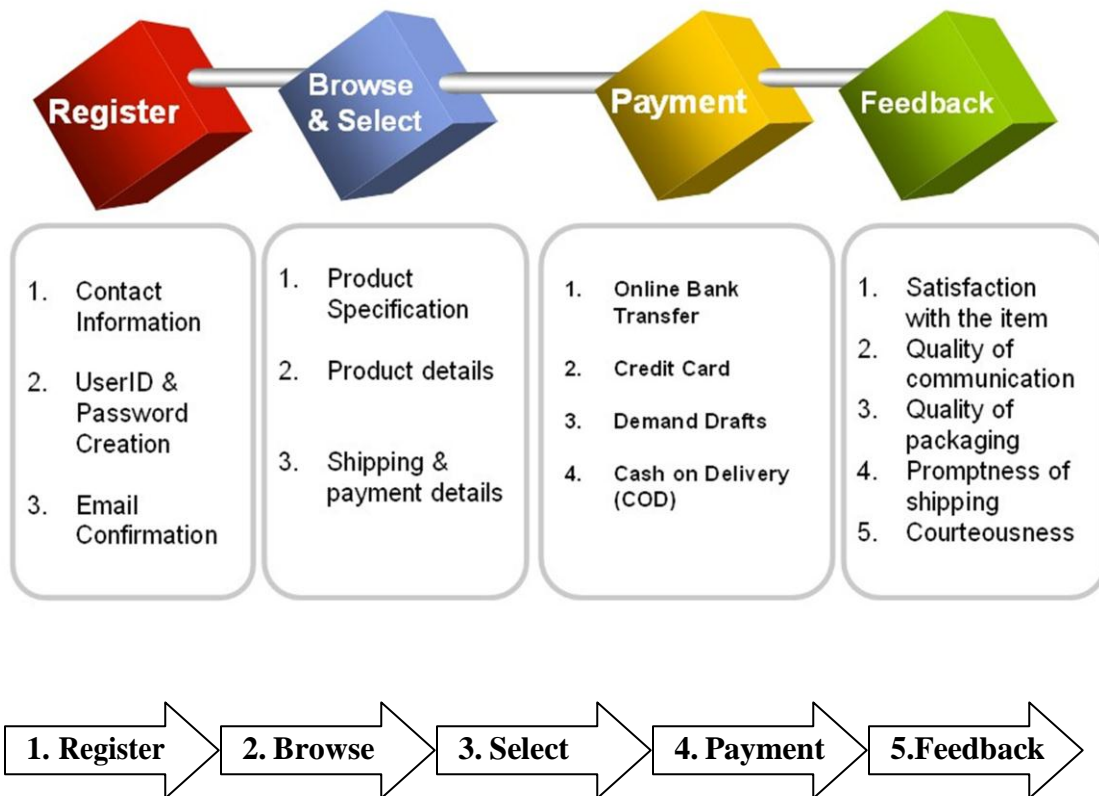 Register
Browse
& Select
Payment
Feedback
1. Contact
Information
2. UserID &
Password
Creation
3. Email
Confirmation
1. Product
Specification
2. Product details
3. Shipping &
payment details
1. Online Bank
Transfer
2. Credit Card
3. Demand Drafts
4. Cash on Delivery
(COD)
1. Satisfaction
with the item
2. Quality of
communication
3. Quality of
packaging
4. Promptness of
shipping
5. Courteousness
1. Register
2. Browse
3. Select
4. Payment
5.Feedback